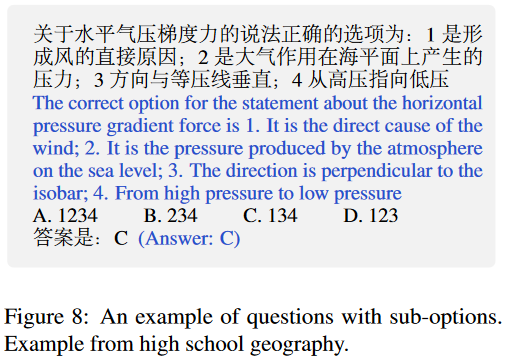 关于水平气压梯度力的说法正确的选项为：1 是形
成风的直接原因；2 是大气作用在海平面上产生的
压力；3 方向与等压线垂直；4 从高压指向低压
The correct option for the statement about the horizontal
pressure gradient force is 1. It is the direct cause of the
wind; 2. It is the pressure produced by the atmosphere
on the sea level; 3. The direction is perpendicular to the
isobar; 4. From high pressure to low pressure
A. 1234 B. 234 C. 134 D. 123
答案是：C (Answer: C)
Figure 8: An example of questions with sub-options.
Example from high school geography.